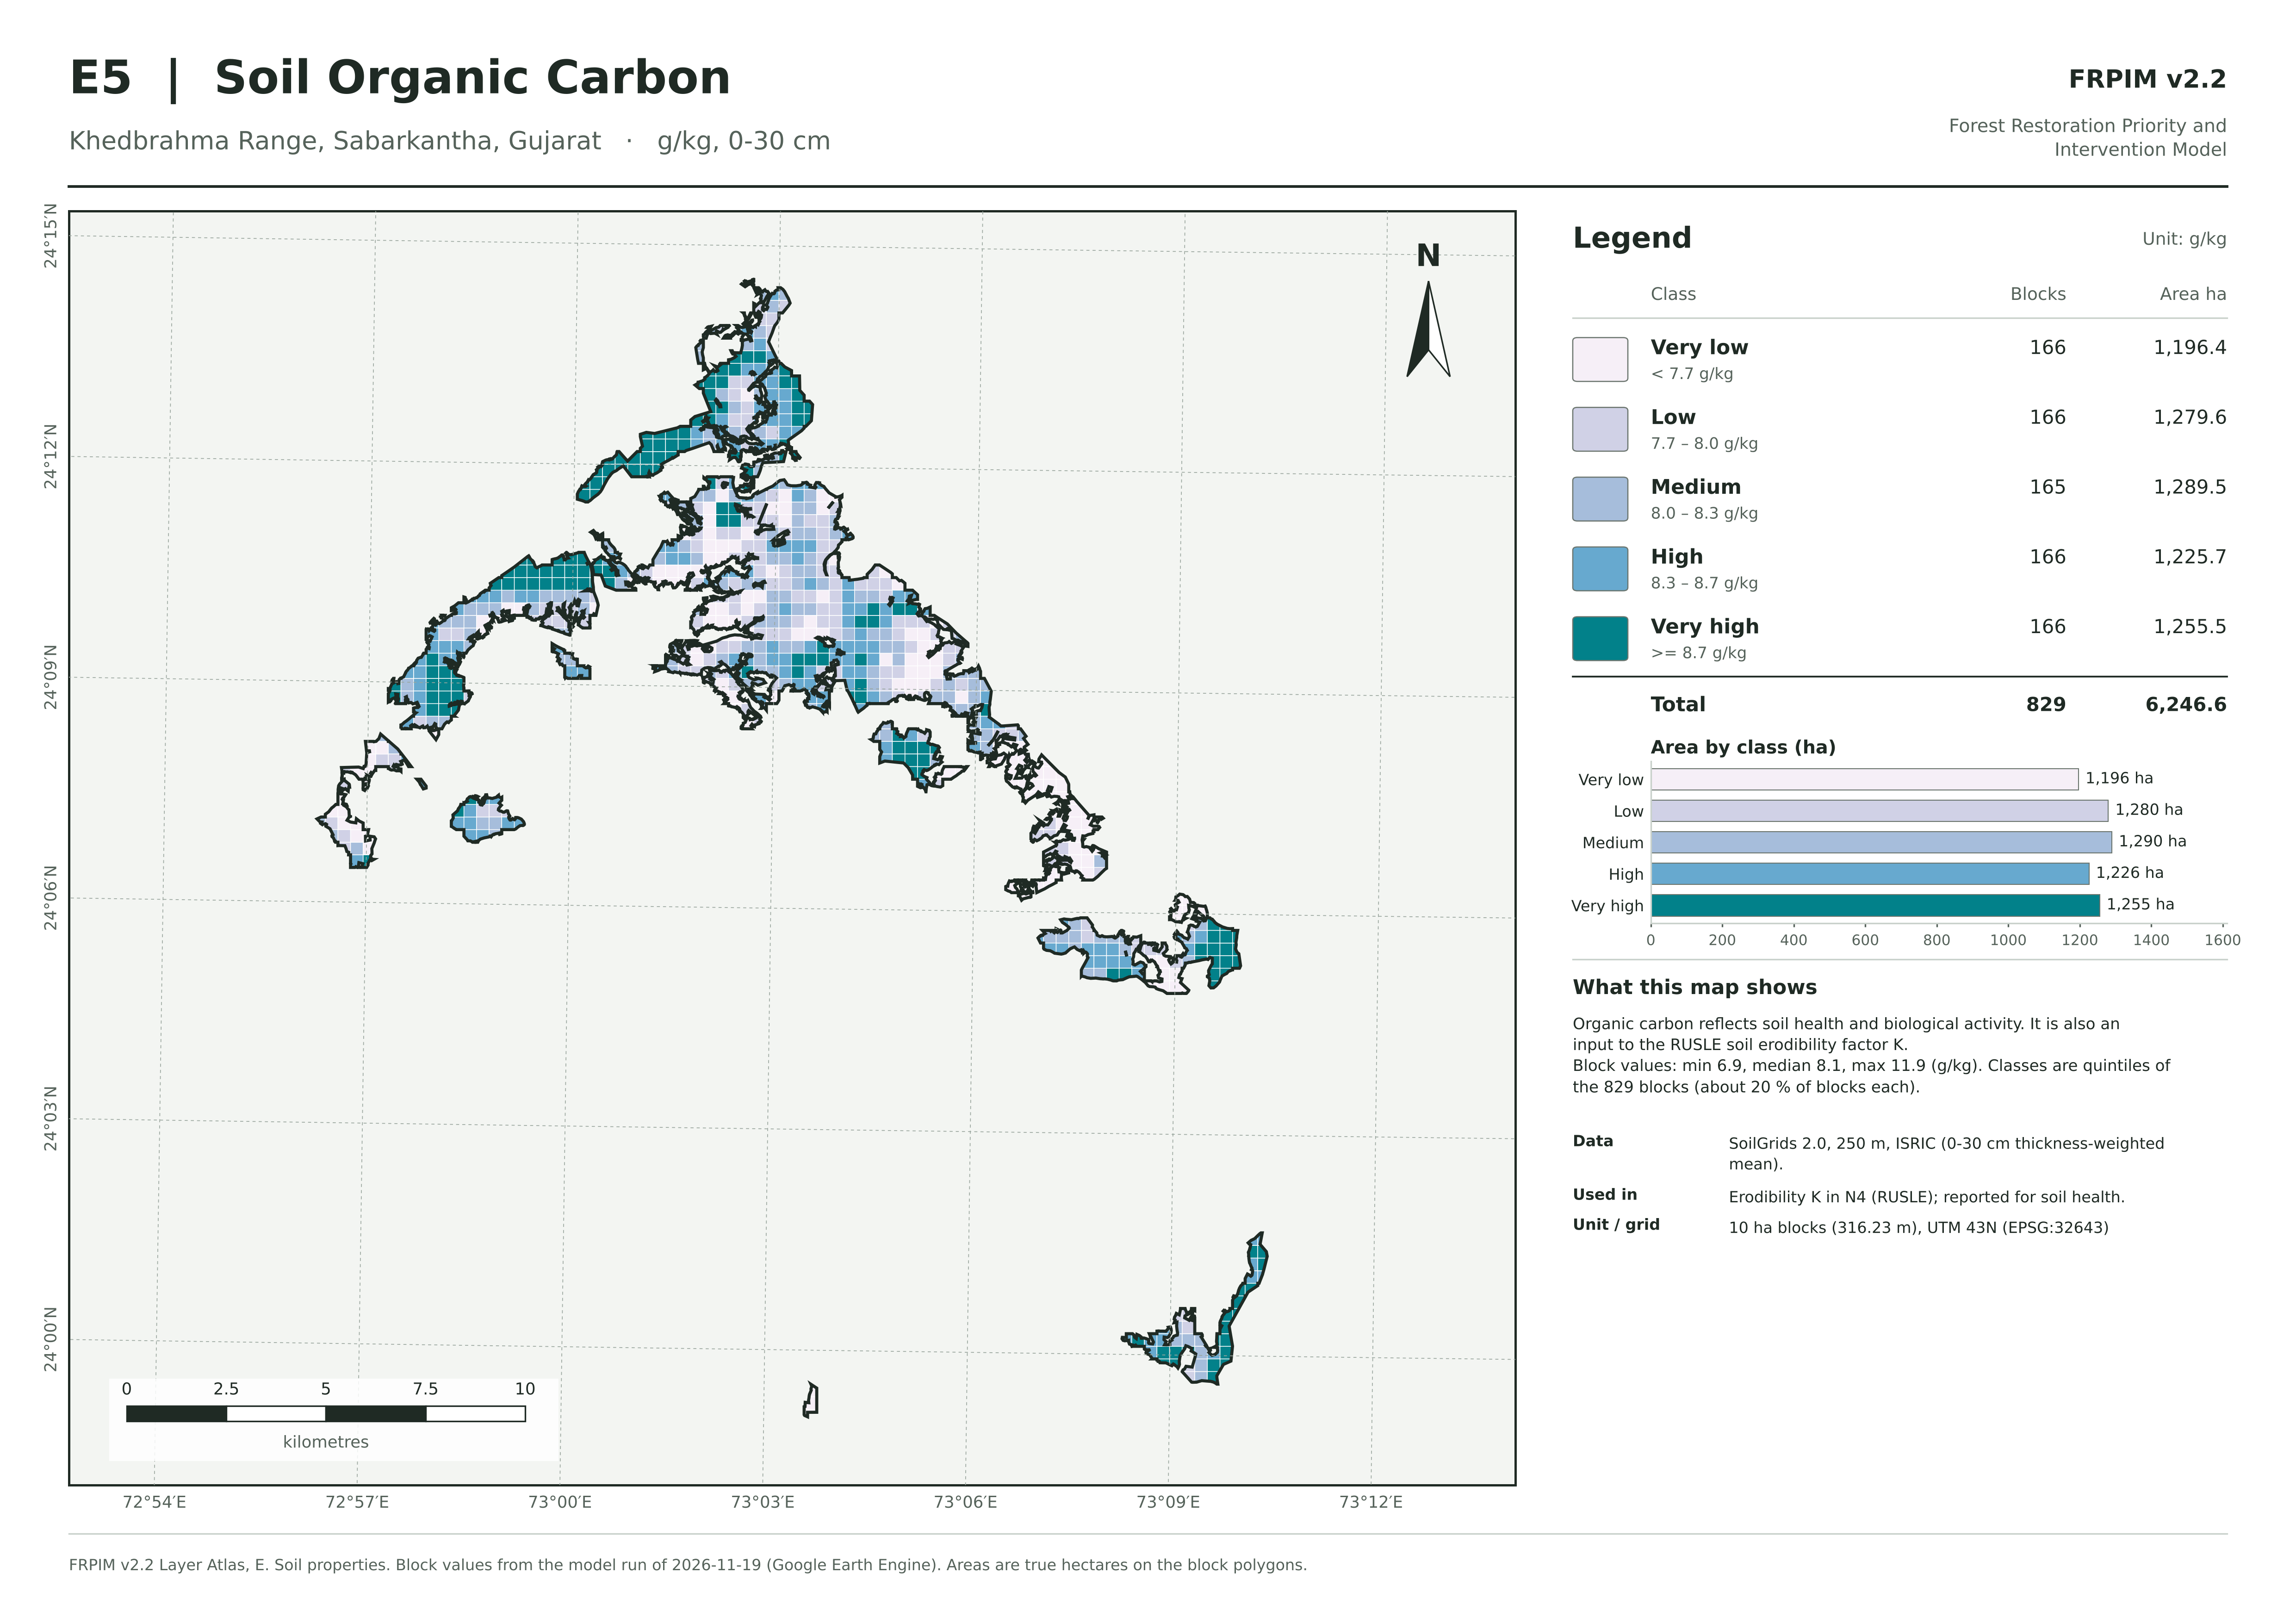 E5 | Soil Organic Carbon
FRPIM v2.2
Khedbrahma Range, Sabarkantha, Gujarat · g/kg, 0-30 cm
Forest Restoration Priority and
Intervention Model
24°15′N
24°12′N
24°09′N
24°06′N
24°03′N
24°00′N
N
0 2.5 5 7.5 10
kilometres
72°54′E 72°57′E 73°00′E 73°03′E 73°06′E 73°09′E 73°12′E
Legend Unit: g/kg
Class Blocks Area ha
Very low 166 1,196.4
< 7.7 g/kg
Low 166 1,279.6
7.7 – 8.0 g/kg
Medium 165 1,289.5
8.0 – 8.3 g/kg
High 166 1,225.7
8.3 – 8.7 g/kg
Very high 166 1,255.5
>= 8.7 g/kg
Total 829 6,246.6
Area by class (ha)
Very low 1,196 ha
Low 1,280 ha
Medium 1,290 ha
High 1,226 ha
Very high 1,255 ha
0 200 400 600 800 1000 1200 1400 1600
What this map shows
Organic carbon reflects soil health and biological activity. It is also an
input to the RUSLE soil erodibility factor K.
Block values: min 6.9, median 8.1, max 11.9 (g/kg). Classes are quintiles of
the 829 blocks (about 20 % of blocks each).
Data SoilGrids 2.0, 250 m, ISRIC (0-30 cm thickness-weighted
mean).
Used in Erodibility K in N4 (RUSLE); reported for soil health.
Unit / grid 10 ha blocks (316.23 m), UTM 43N (EPSG:32643)
FRPIM v2.2 Layer Atlas, E. Soil properties. Block values from the model run of 2026-11-19 (Google Earth Engine). Areas are true hectares on the block polygons.